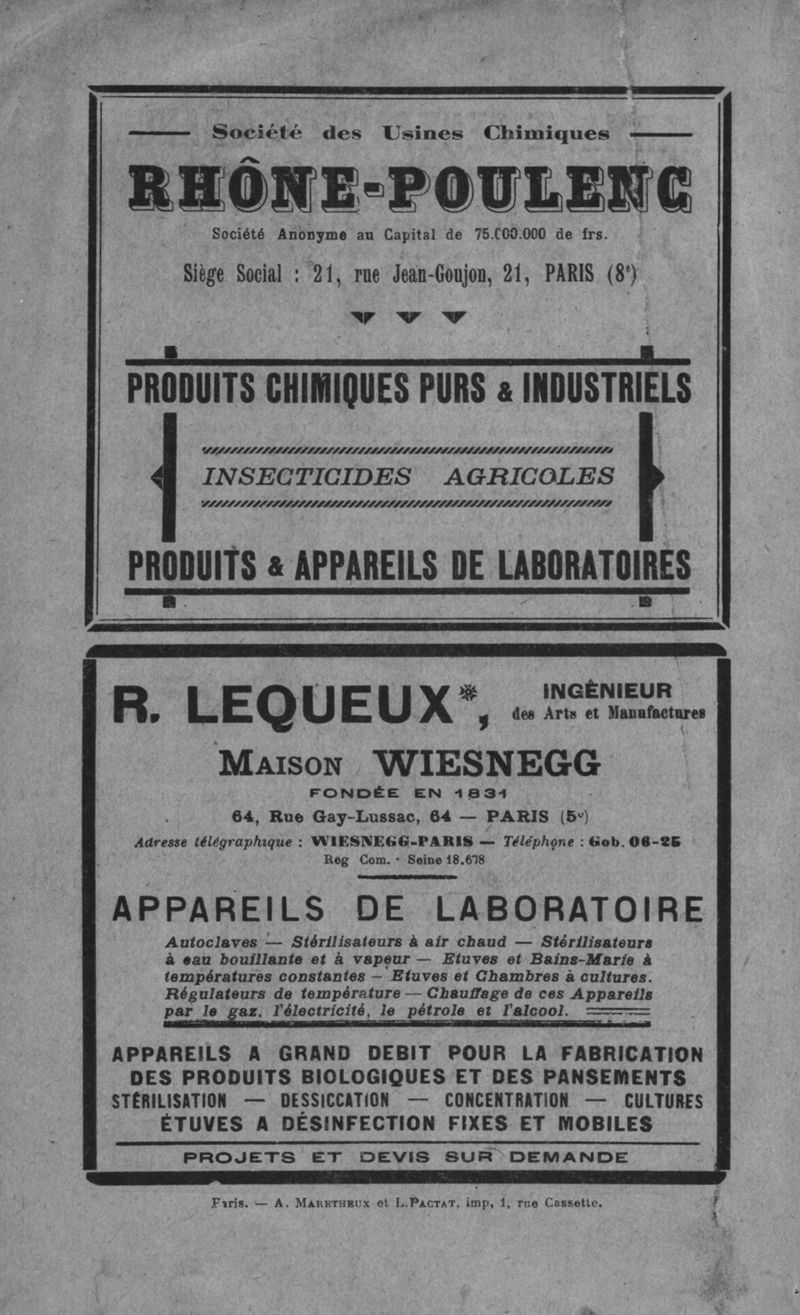 Société des Usines Chimiques
RHÔNE-POULENC
Société Anonyme au Capital de 75.000.000 de frs.
Siège Social : 21, rue Jean-Goujon, 21, PARIS (8e)
PRODUITS CHIMIQUES PURS & INDUSTRIELS
INSECTICIDES AGRICOLES
PRODUITS & APPAREILS DE LABORATOIRES
R. LEQUEUX*, INGÉNIEUR
des Arts et Manufactures
MAISON WIESNEGG
FONDÉE EN 1831
64, Rue Gay-Lussac, 64 — PARIS (5e)
Adresse télégraphique : WIESNEGG-PARIS — Téléphone : Gob. 06-25
Reg Com. - Seine 18.678
APPAREILS DE LABORATOIRE
Autoclaves — Stérilisateurs à air chaud — Stérilisateurs
à eau bouillante et à vapeur — Etuves et Bains-Marie à
températures constantes — Etuves et Chambres à cultures.
Régulateurs de température — Chauffage de ces Appareils
par le gaz, l'électricité, le pétrole et l'alcool.
APPAREILS A GRAND DEBIT POUR LA FABRICATION
DES PRODUITS BIOLOGIQUES ET DES PANSEMENTS
STÉRILISATION — DESSICCATION — CONCENTRATION — CULTURES
ÉTUVES A DÉSINFECTION FIXES ET MOBILES
PROJETS ET DEVIS SUR DEMANDE
Paris. — A. MARETHEUX et L. PACTAT, imp, 1, rue Cassette.